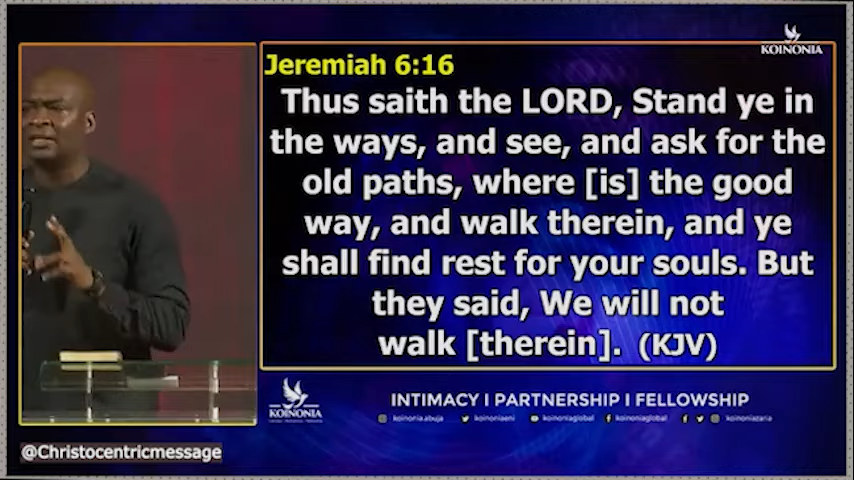 KOINONIA
Jeremiah 6:16
Thus saith the LORD, Stand ye in
the ways, and see, and ask for the
old paths, where [is] the good
way, and walk therein, and ye
shall find rest for your souls. But
they said, We will not
walk [therein]. (KJV)
KOINONIA
INTIMACY I PARTNERSHIP I FELLOWSHIP
koinonia.abuja koinoniaeni koinoniaglobal koinoniaglobal koinoniazaria
@Christocentricmessage